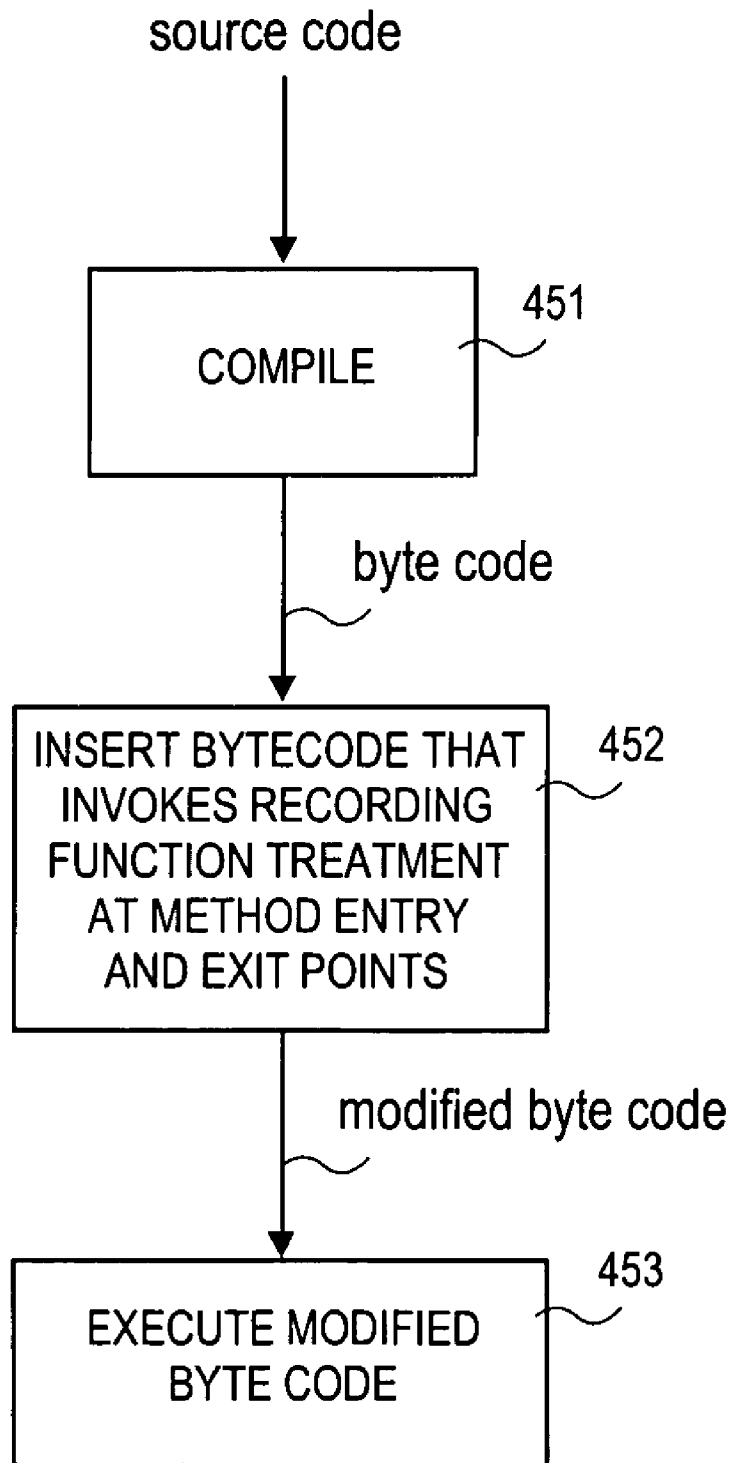 source code
451
COMPILE
byte code
452
INSERT BYTECODE THAT
INVOKES RECORDING
FUNCTION TREATMENT
AT METHOD ENTRY
AND EXIT POINTS
modified byte code
453
EXECUTE MODIFIED
BYTE CODE